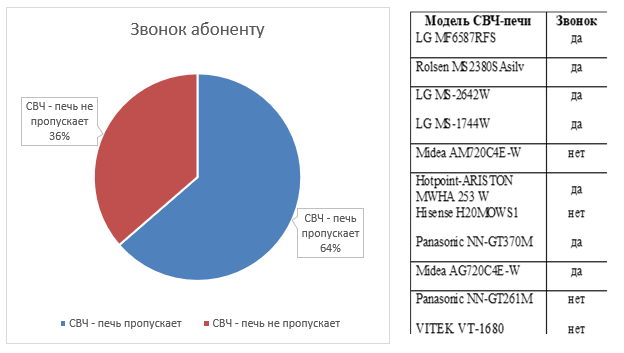 Звонок абоненту
СВЧ - печь не
пропускает
36%
СВЧ - печь
пропускает
64%
СВЧ - печь пропускает
СВЧ - печь не пропускает
Модель СВЧ-печи Звонок
LG MF6587RFS да
Rolsen MS2380SAsilv да
LG MS-2642W да
LG MS-1744W да
Midea AM720C4E-W нет
Hotpoint-ARISTON
MWHA 253 W да
Hisense H20MOWS1 нет
Panasonic NN-GT370M да
Midea AG720C4E-W да
Panasonic NN-GT261M нет
VITEK VT-1680 нет